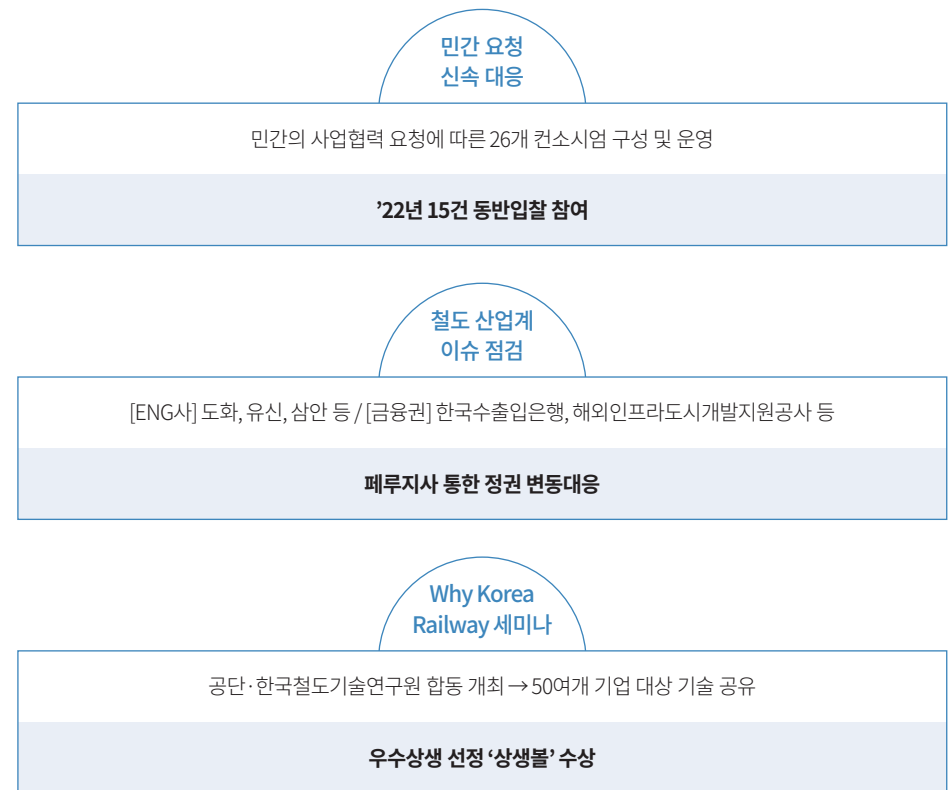 민간 요청
신속 대응
민간의 사업협력 요청에 따른 26개 컨소시엄 구성 및 운영
’22년 15건 동반입찰 참여
철도 산업계
이슈 점검
[ENG사] 도화, 유신, 삼안 등 / [금융권] 한국수출입은행, 해외인프라도시개발지원공사 등
페루지사 통한 정권 변동대응
Why Korea
Railway 세미나
공단·한국철도기술연구원 합동 개최 → 50여개 기업 대상 기술 공유
우수상생 선정 ‘상생볼’ 수상